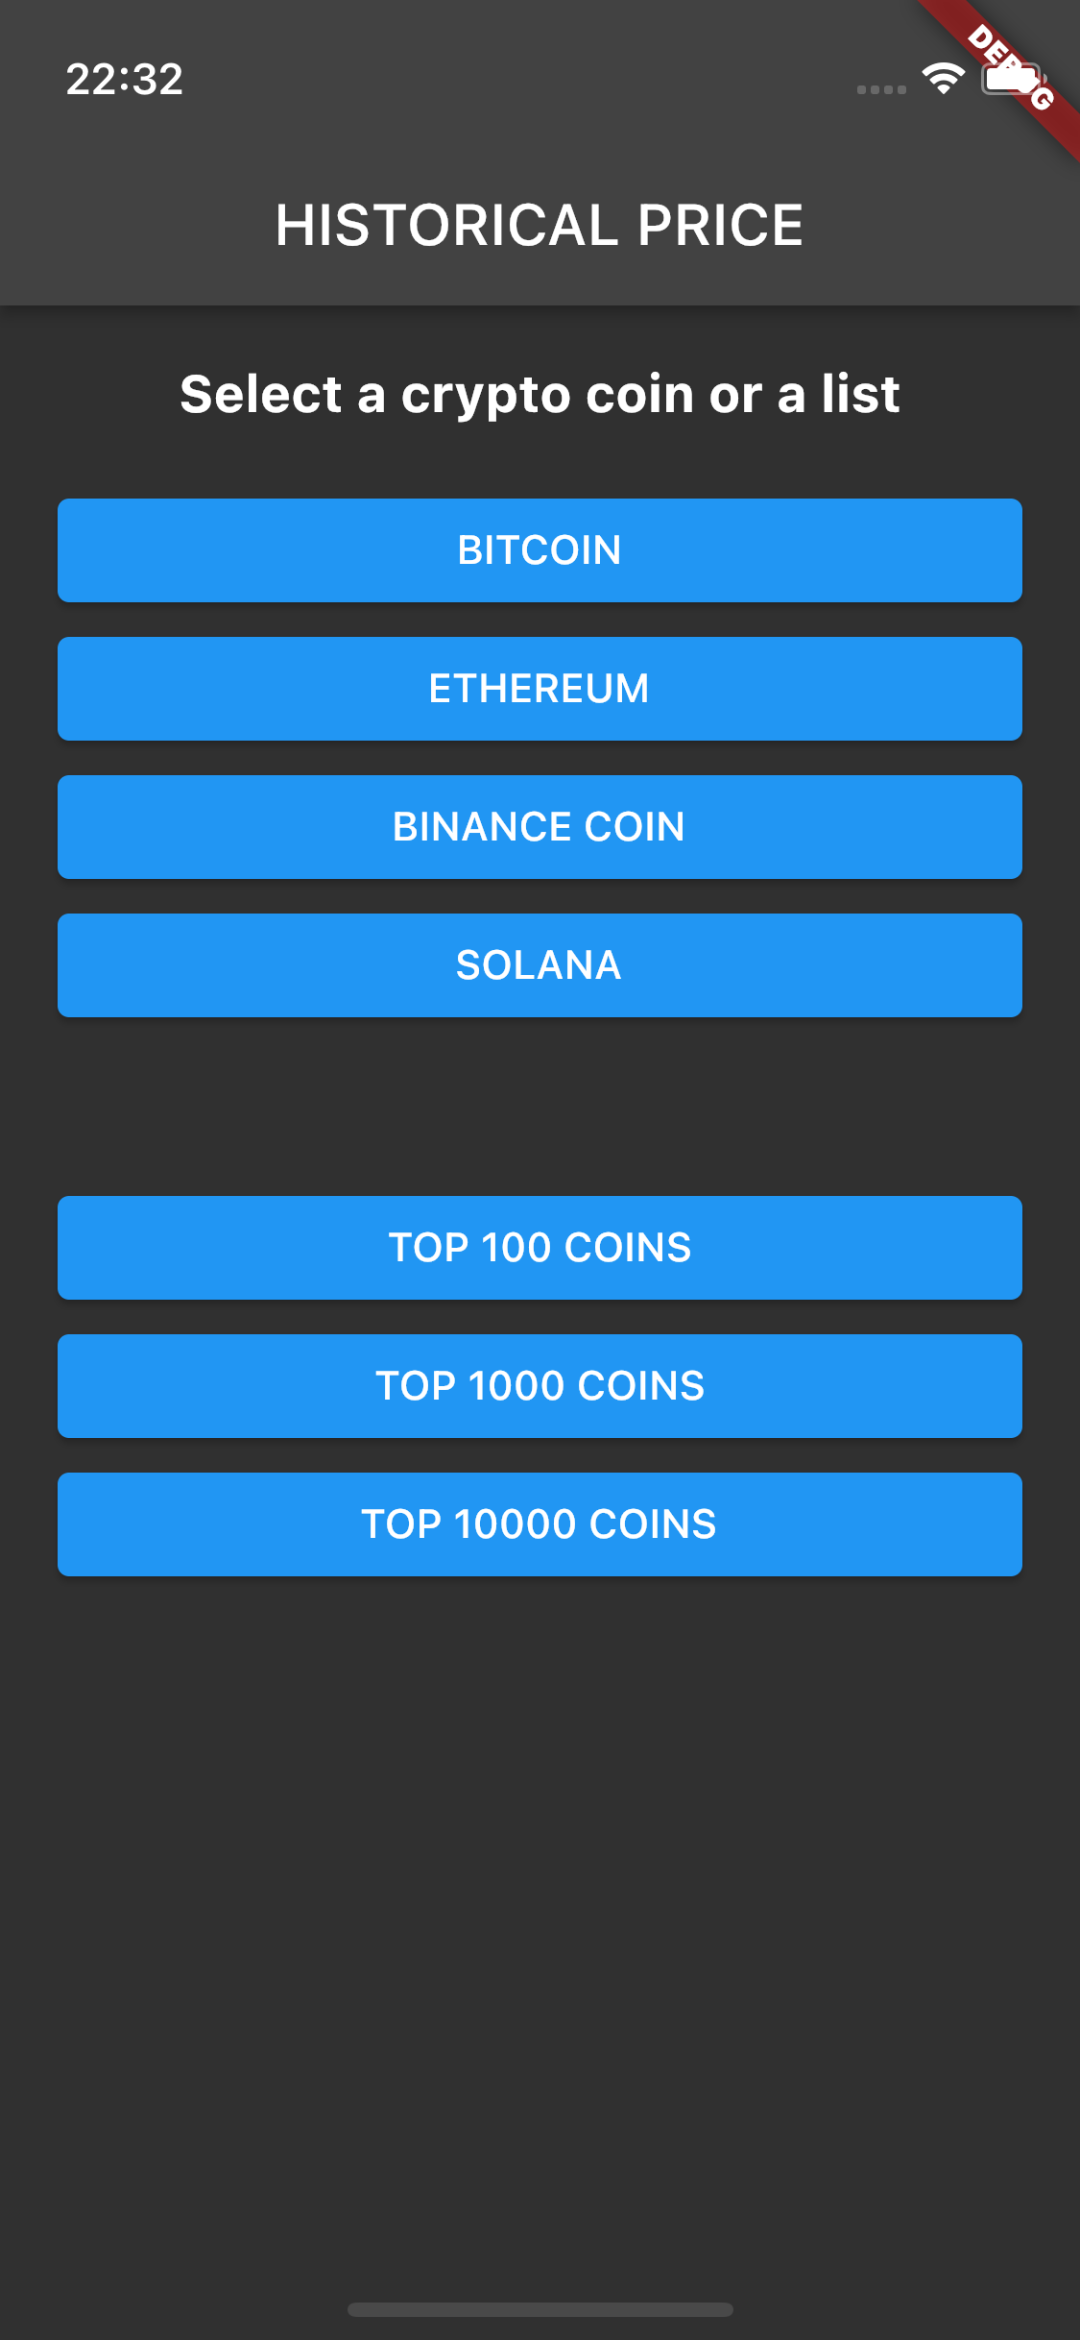 22:32
HISTORICAL PRICE
Select a crypto coin or a list
BITCOIN
ETHEREUM
BINANCE COIN
SOLANA
TOP 100 COINS
TOP 1000 COINS
TOP 10000 COINS